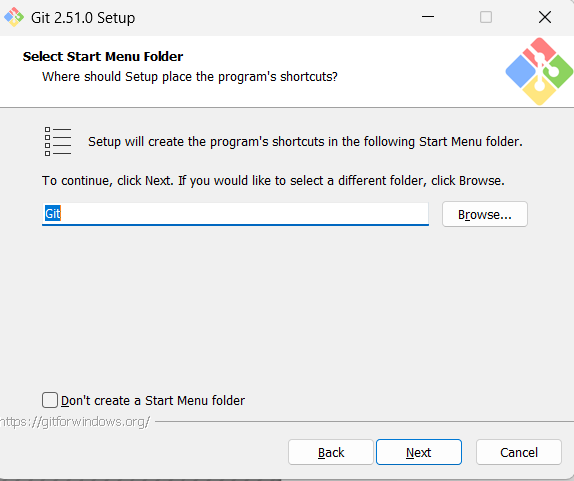 Git 2.51.0 Setup
Select Start Menu Folder
Where should Setup place the program's shortcuts?
Setup will create the program's shortcuts in the following Start Menu folder.
To continue, click Next. If you would like to select a different folder, click Browse.
Git
Browse...
Don't create a Start Menu folder
https://gitforwindows.org/
Back
Next
Cancel